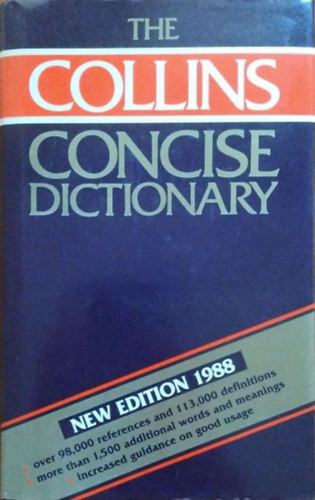 THE
COLLINS
CONCISE
DICTIONARY
NEW EDITION 1988
• over 98,000 references and 113,000 definitions
• more than 1,500 additional words and meanings
• increased guidance on good usage